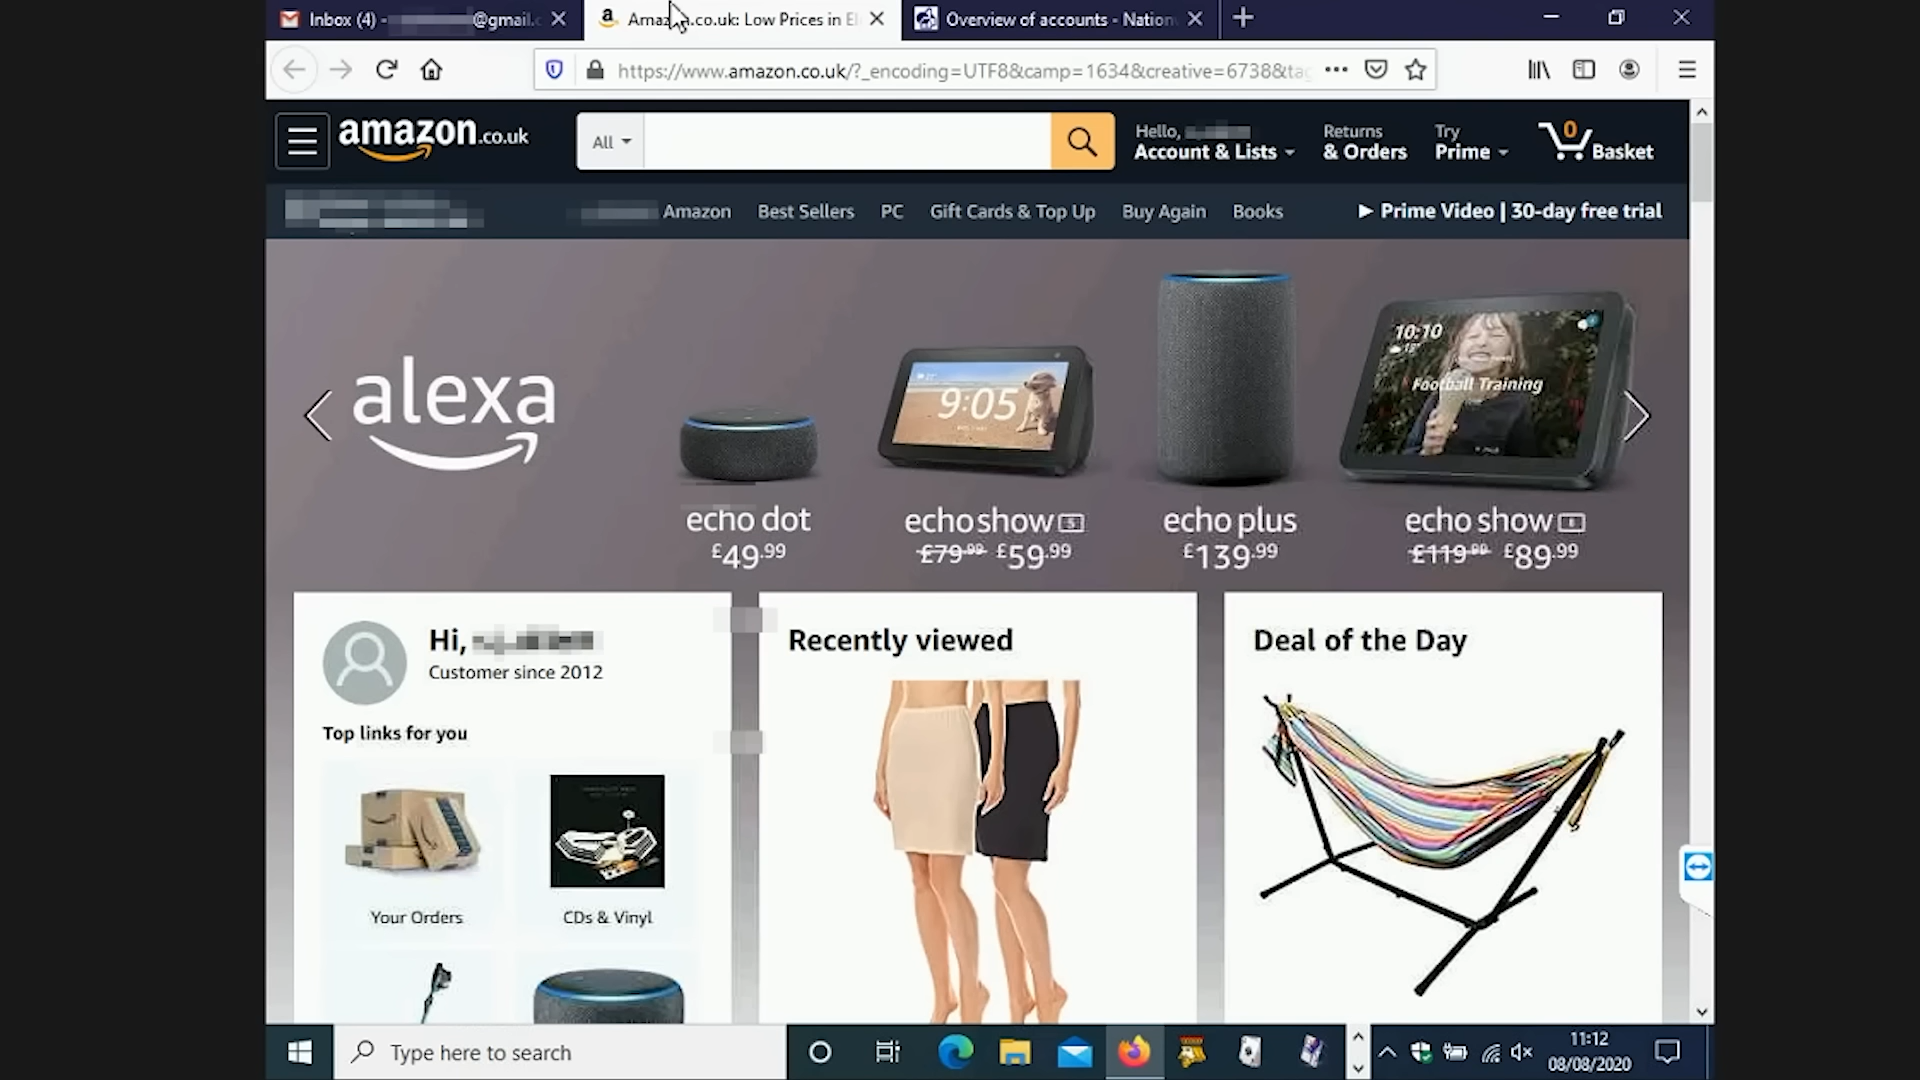 Inbox (4) - @gmail.c
Amazon.co.uk: Low Prices in El
Overview of accounts - Nation
https://www.amazon.co.uk/?_encoding=UTF8&camp=1634&creative=6738&tag
amazon.co.uk
All
Hello,
Account & Lists
Returns
& Orders
Try
Prime
0
Basket
Amazon
Best Sellers
PC
Gift Cards & Top Up
Buy Again
Books
Prime Video | 30-day free trial
alexa
9:05
10:10
Football Training
echo dot
£49.99
echo show 5
£79.99 £59.99
echo plus
£139.99
echo show 8
£119.99 £89.99
Hi,
Customer since 2012
Top links for you
Your Orders
CDs & Vinyl
Recently viewed
Deal of the Day
Type here to search
11:12
08/08/2020